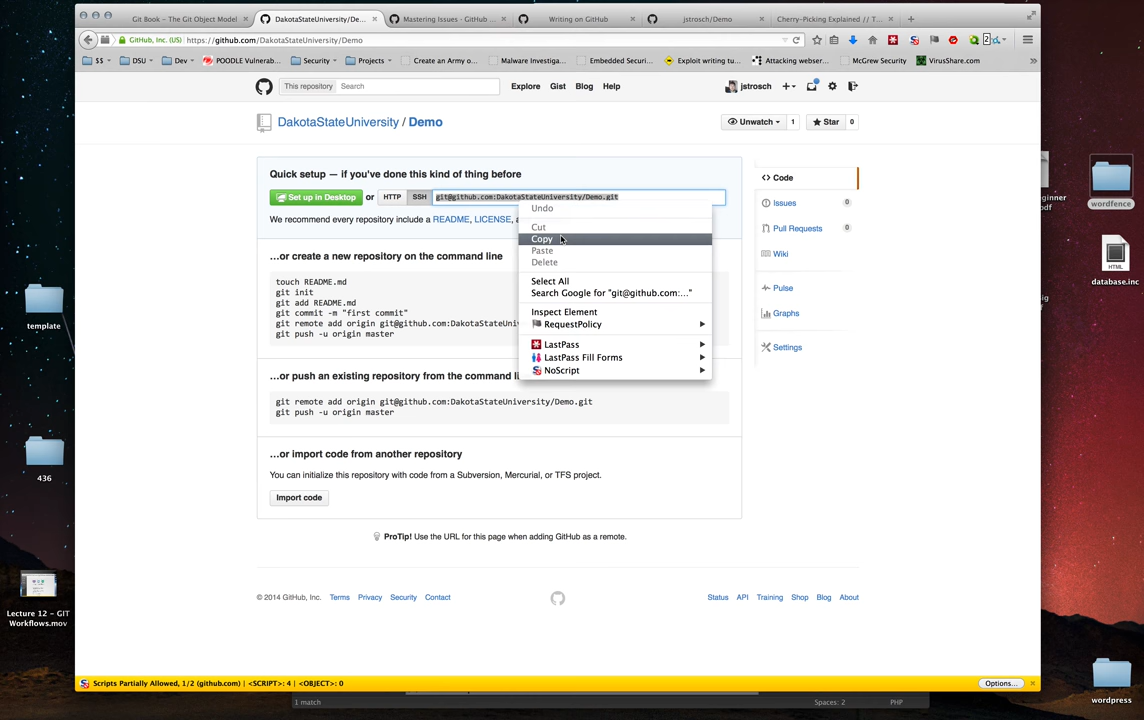 Git Book - The Git Object Model
DakotaStateUniversity/De...
Mastering Issues - GitHub ...
Writing on GitHub
jstrosch/Demo
Cherry-Picking Explained // T...
GitHub, Inc. (US)
https://github.com/DakotaStateUniversity/Demo
$$
DSU
Dev
POODLE Vulnerab...
Security
Projects
Create an Army o...
Malware Investiga...
Embedded Securi...
Exploit writing tu...
Attacking webser...
McGrew Security
VirusShare.com
This repository
Search
Explore
Gist
Blog
Help
jstrosch
DakotaStateUniversity / Demo
Unwatch
1
Star
0
Quick setup — if you've done this kind of thing before
Set up in Desktop
or
HTTP
SSH
git@github.com:DakotaStateUniversity/Demo.git
We recommend every repository include a README, LICENSE, a
Undo
Cut
Copy
Paste
Delete
Select All
Search Google for "git@github.com:..."
Inspect Element
RequestPolicy
LastPass
LastPass Fill Forms
NoScript
...or create a new repository on the command line
touch README.md
git init
git add README.md
git commit -m "first commit"
git remote add origin git@github.com:DakotaStateUniv
git push -u origin master
...or push an existing repository from the command li
git remote add origin git@github.com:DakotaStateUniversity/Demo.git
git push -u origin master
...or import code from another repository
You can initialize this repository with code from a Subversion, Mercurial, or TFS project.
Import code
ProTip! Use the URL for this page when adding GitHub as a remote.
Code
Issues
0
Pull Requests
0
Wiki
Pulse
Graphs
Settings
© 2014 GitHub, Inc.
Terms
Privacy
Security
Contact
Status
API
Training
Shop
Blog
About
Scripts Partially Allowed, 1/2 (github.com) | <SCRIPT>: 4 | <OBJECT>: 0
Options...
1 match
Spaces: 2
PHP
template
436
Lecture 12 - GIT
Workflows.mov
wordfence
HTML
database.inc
wordpress